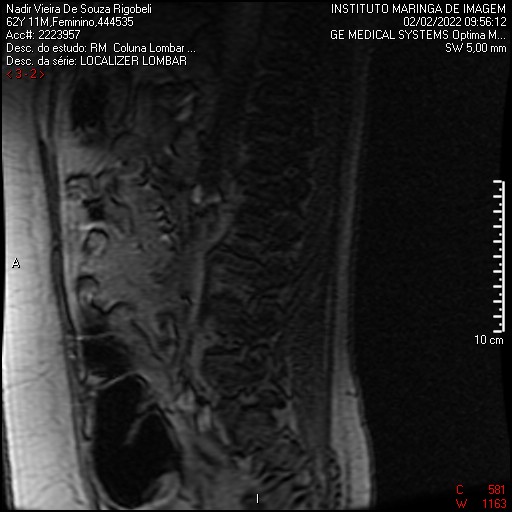 Nadir Vieira De Souza Rigobeli
62Y 11M,Feminino,444535
Acc#: 2223957
Desc. do estudo: RM Coluna Lombar ...
Desc. da série: LOCALIZER LOMBAR
< 3 - 2 >
INSTITUTO MARINGA DE IMAGEM
02/02/2022 09:56:12
GE MEDICAL SYSTEMS Optima M...
SW 5,00 mm
A
10 cm
I
C 581
W 1163